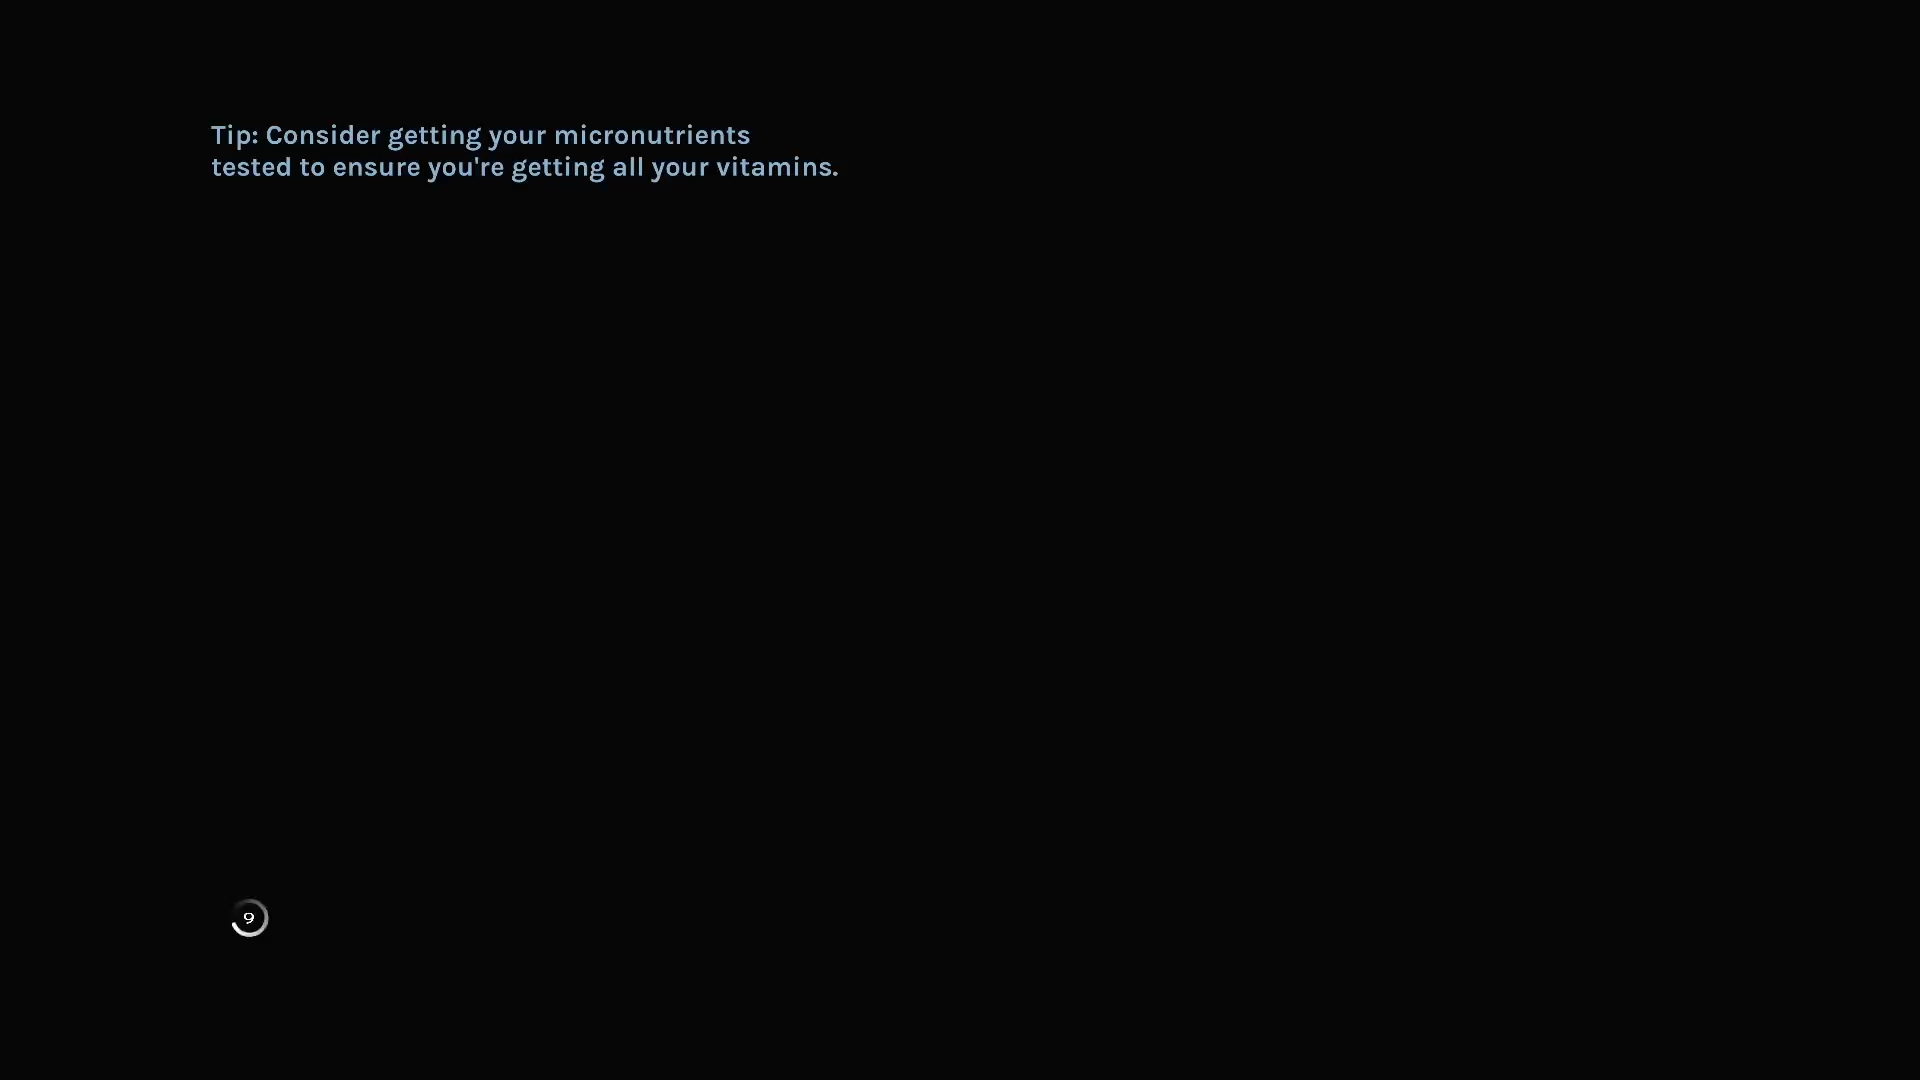 Tip: Consider getting your micronutrients
tested to ensure you're getting all your vitamins.
9